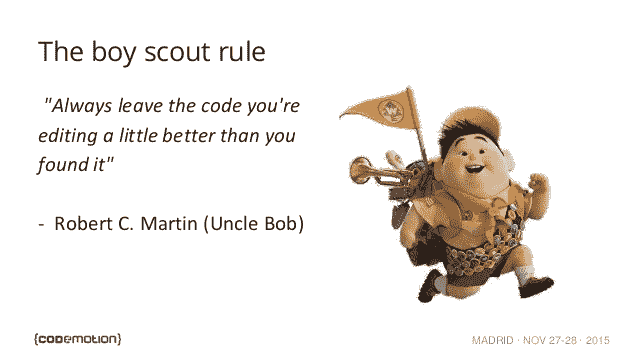 The boy scout rule
"Always leave the code you're
editing a little better than you
found it"
- Robert C. Martin (Uncle Bob)
{codemotion}
MADRID · NOV 27-28 · 2015